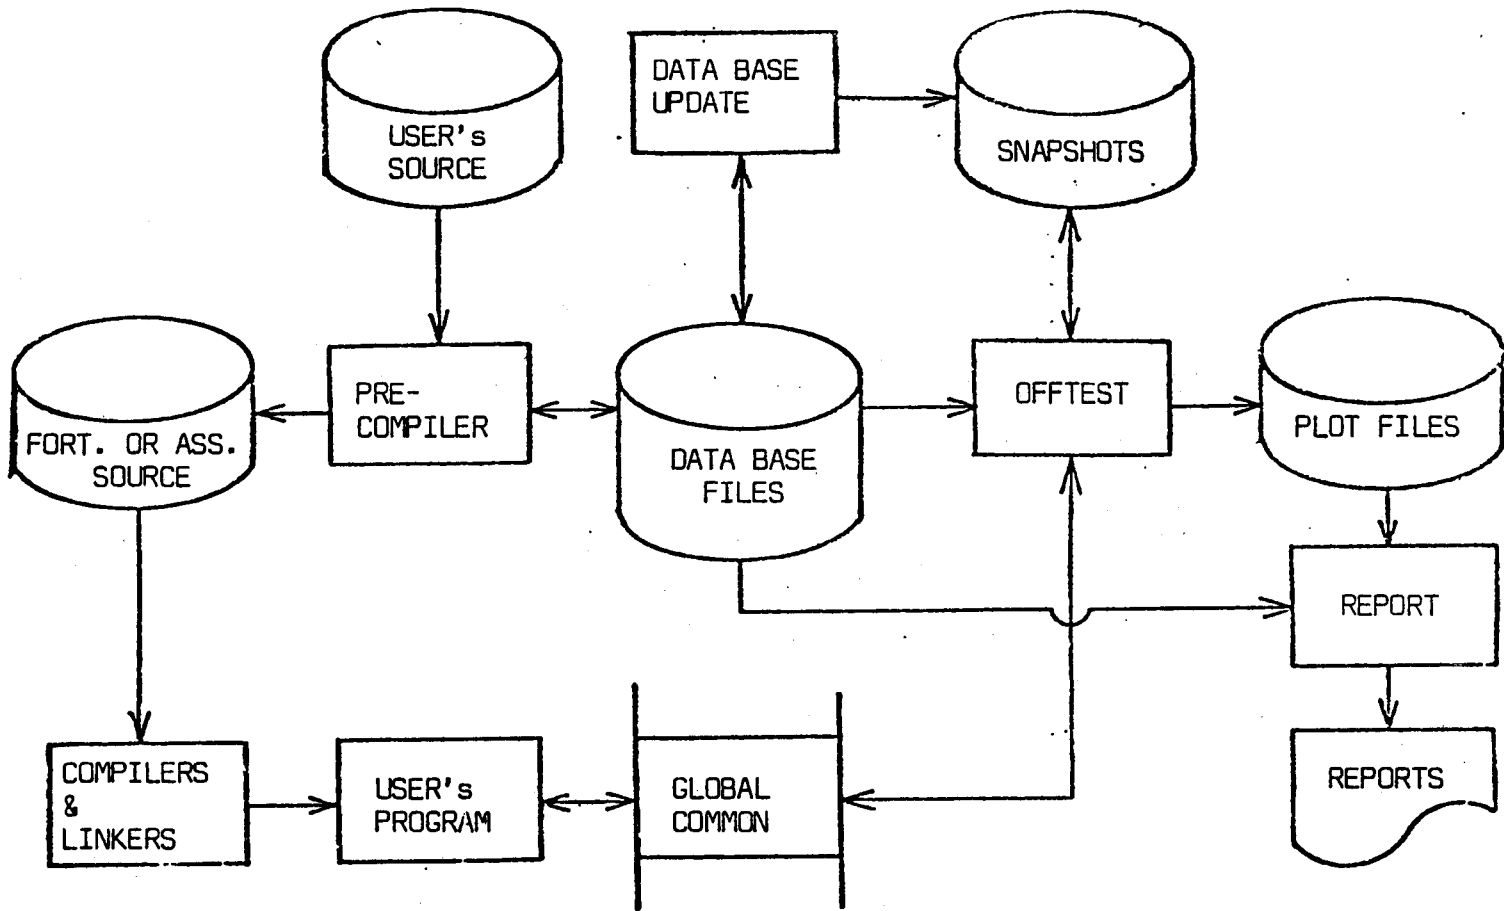 USER's
SOURCE
DATA BASE
UPDATE
SNAPSHOTS
FORT. OR ASS.
SOURCE
PRE-
COMPILER
DATA BASE
FILES
OFFTEST
PLOT FILES
REPORT
COMPILERS
&
LINKERS
USER's
PROGRAM
GLOBAL
COMMON
REPORTS